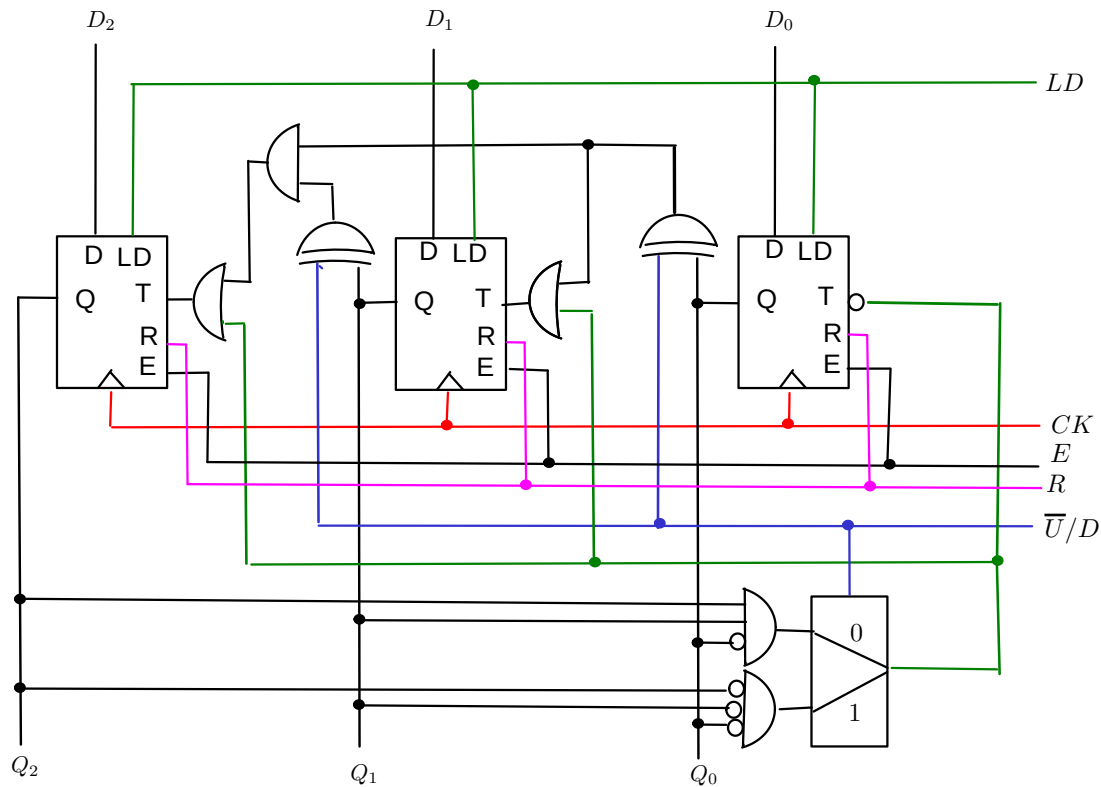 D₂ D₁ D₀
LD
D LD D LD D LD
Q T Q T Q T
R R R
E E E
CK
E
R
U̅/D
0
1
Q₂ Q₁ Q₀